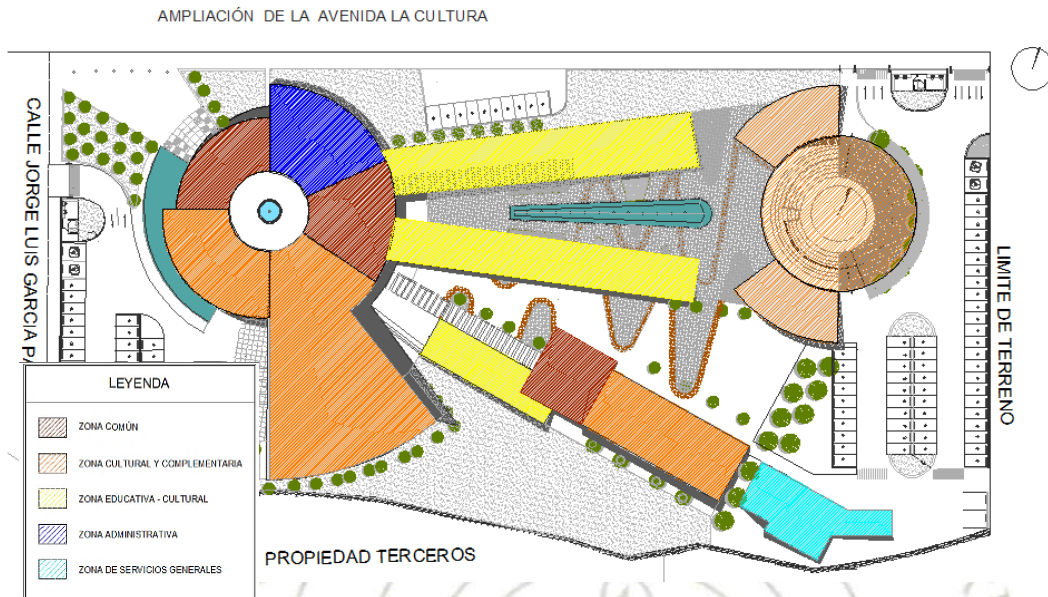 AMPLIACIÓN DE LA AVENIDA LA CULTURA
CALLE JORGE LUIS GARCIA
LIMITE DE TERRENO
LEYENDA
ZONA COMÚN
ZONA CULTURAL Y COMPLEMENTARIA
ZONA EDUCATIVA - CULTURAL
ZONA ADMINISTRATIVA
ZONA DE SERVICIOS GENERALES
PROPIEDAD TERCEROS